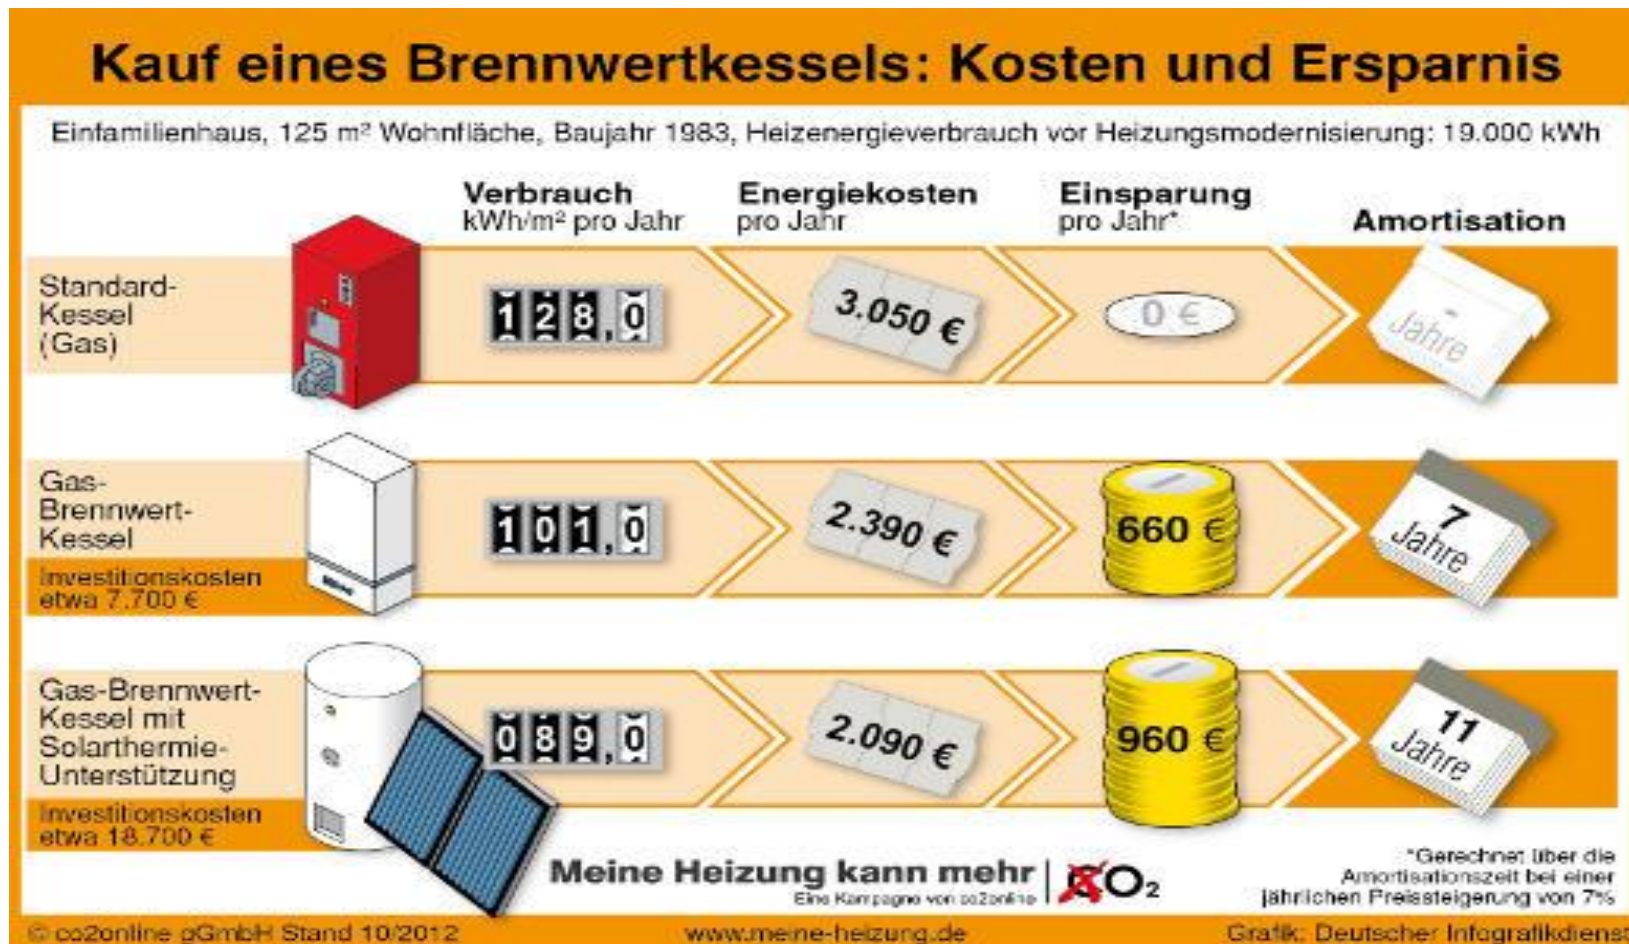 Kauf eines Brennwertkessels: Kosten und Ersparnis
Einfamilienhaus, 125 m² Wohnfläche, Baujahr 1983, Heizenergieverbrauch vor Heizungsmodernisierung: 19.000 kWh
Verbrauch
kWh/m² pro Jahr
Energiekosten
pro Jahr
Einsparung
pro Jahr*
Amortisation
Standard-
Kessel
(Gas)
128,0
3.050 €
0 €
-
Jahre
Gas-
Brennwert-
Kessel
Investitionskosten
etwa 7.700 €
101,0
2.390 €
660 €
7
Jahre
Gas-Brennwert-
Kessel mit
Solarthermie-
Unterstützung
Investitionskosten
etwa 18.700 €
089,0
2.090 €
960 €
11
Jahre
Meine Heizung kann mehr
Eine Kampagne von co2online
CO₂
*Gerechnet über die
Amortisationszeit bei einer
jährlichen Preissteigerung von 7%
© co2online gGmbH Stand 10/2012
www.meine-heizung.de
Grafik: Deutscher Infografikdienst